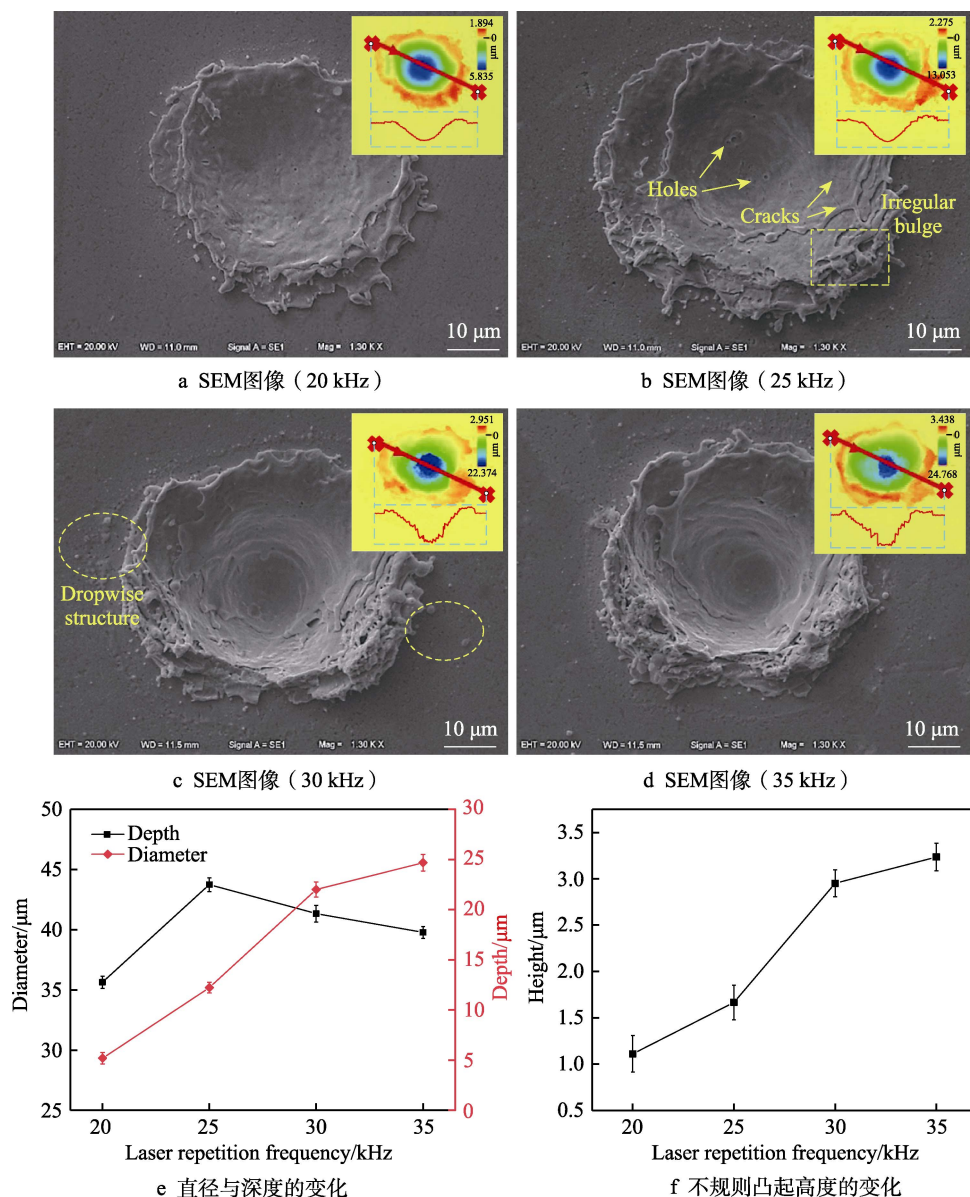 1.894
0
μm
5.835
10 μm
EHT = 20.00 kV WD = 11.0 mm Signal A = SE1 Mag = 1.30 K X
a SEM图像（20 kHz）
2.275
0
μm
13.053
Holes
Cracks
Irregular
bulge
10 μm
EHT = 20.00 kV WD = 11.0 mm Signal A = SE1 Mag = 1.30 K X
b SEM图像（25 kHz）
2.951
0
μm
22.374
Dropwise
structure
10 μm
EHT = 20.00 kV WD = 11.5 mm Signal A = SE1 Mag = 1.30 K X
c SEM图像（30 kHz）
3.438
0
μm
24.768
10 μm
EHT = 20.00 kV WD = 11.5 mm Signal A = SE1 Mag = 1.30 K X
d SEM图像（35 kHz）
Depth
Diameter
50
45
40
35
30
25
Diameter/μm
30
25
20
15
10
5
0
Depth/μm
20 25 30 35
Laser repetition frequency/kHz
e 直径与深度的变化
3.5
3.0
2.5
2.0
1.5
1.0
0.5
Height/μm
20 25 30 35
Laser repetition frequency/kHz
f 不规则凸起高度的变化